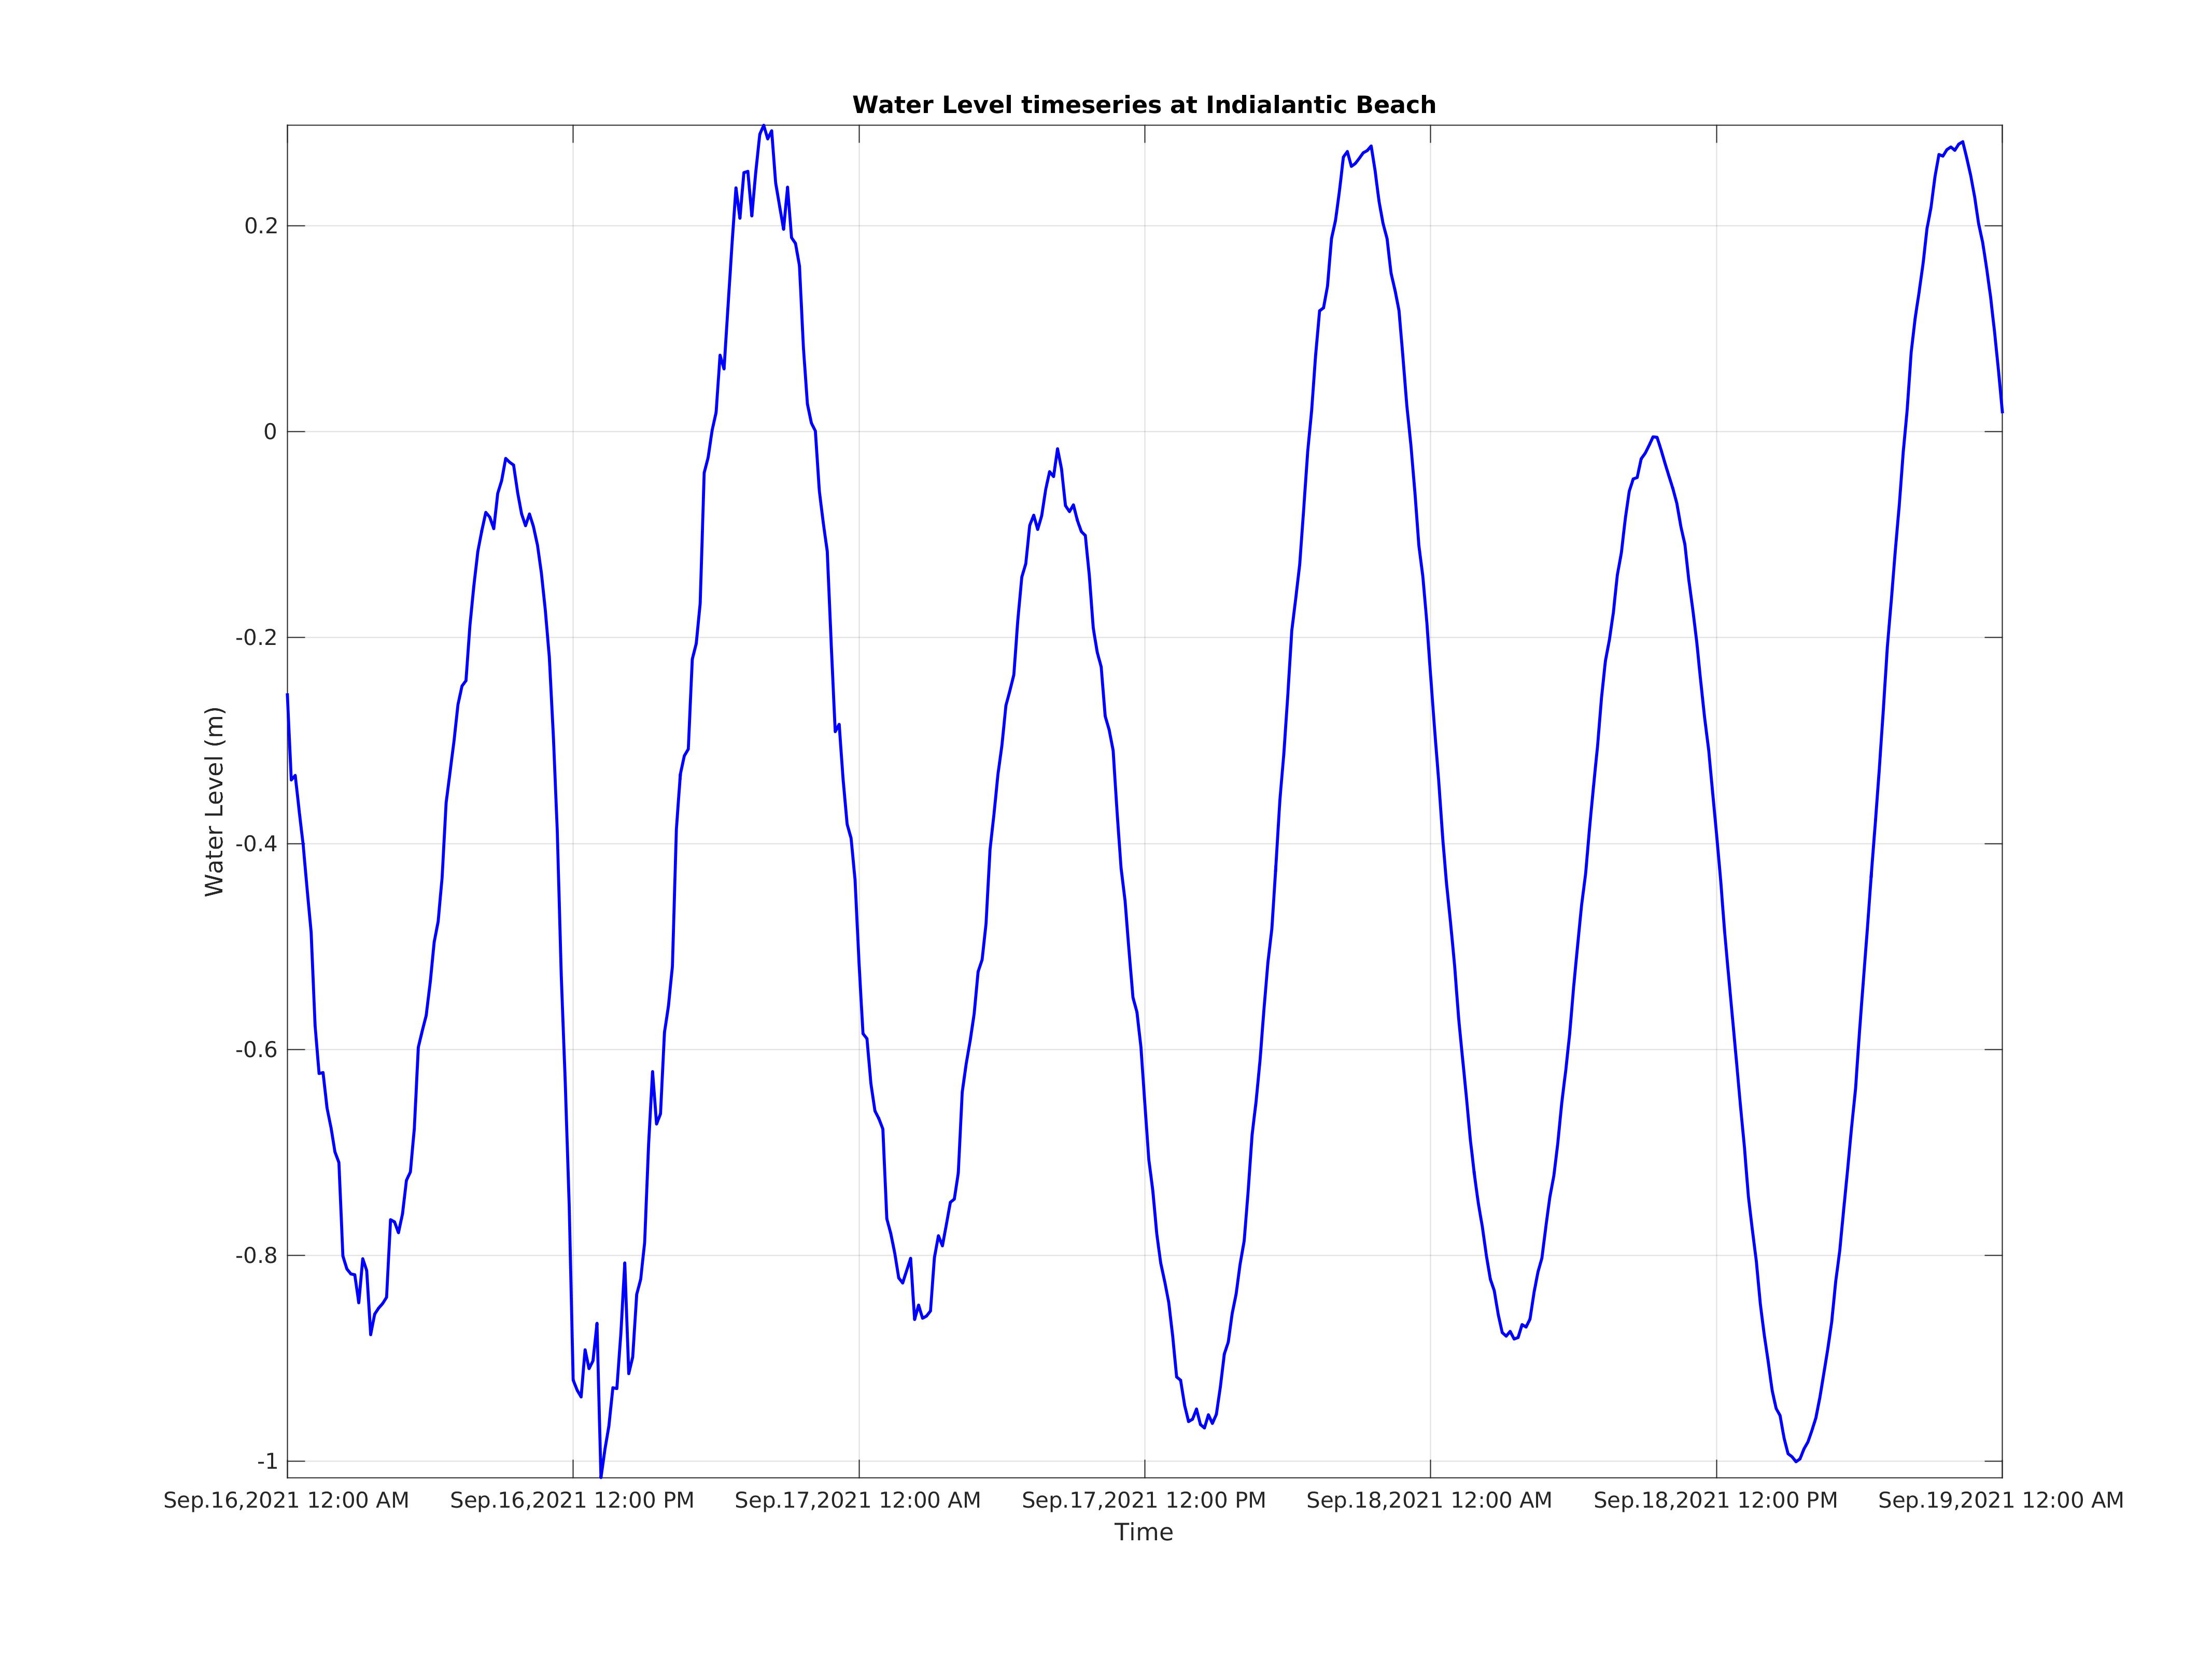 Water Level timeseries at Indialantic Beach
0.2
0
-0.2
-0.4
-0.6
-0.8
-1
Water Level (m)
Sep.16,2021 12:00 AM Sep.16,2021 12:00 PM Sep.17,2021 12:00 AM Sep.17,2021 12:00 PM Sep.18,2021 12:00 AM Sep.18,2021 12:00 PM Sep.19,2021 12:00 AM
Time